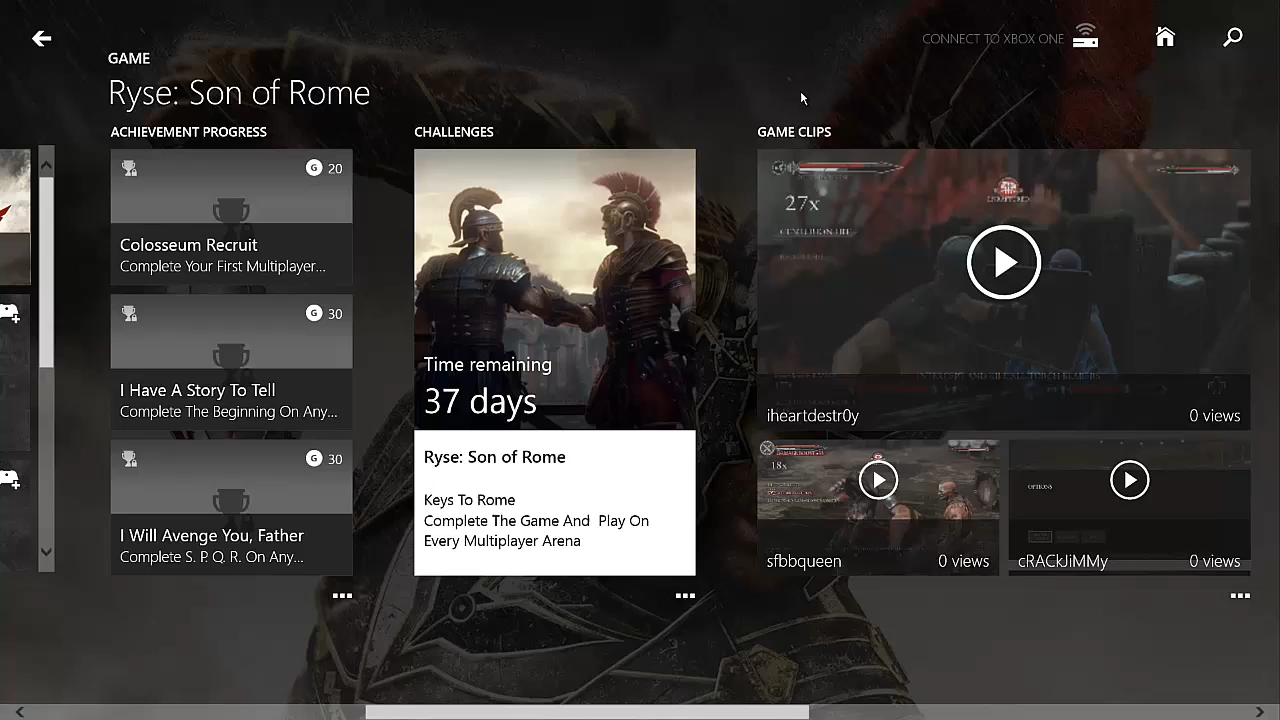 CONNECT TO XBOX ONE
GAME
Ryse: Son of Rome
ACHIEVEMENT PROGRESS
G 20
Colosseum Recruit
Complete Your First Multiplayer...
G 30
I Have A Story To Tell
Complete The Beginning On Any...
G 30
I Will Avenge You, Father
Complete S. P. Q. R. On Any...
CHALLENGES
Time remaining
37 days
Ryse: Son of Rome
Keys To Rome
Complete The Game And Play On
Every Multiplayer Arena
GAME CLIPS
27x
iheartdestr0y
0 views
18x
sfbbqueen
0 views
OPTIONS
cRACkJiMMy
0 views